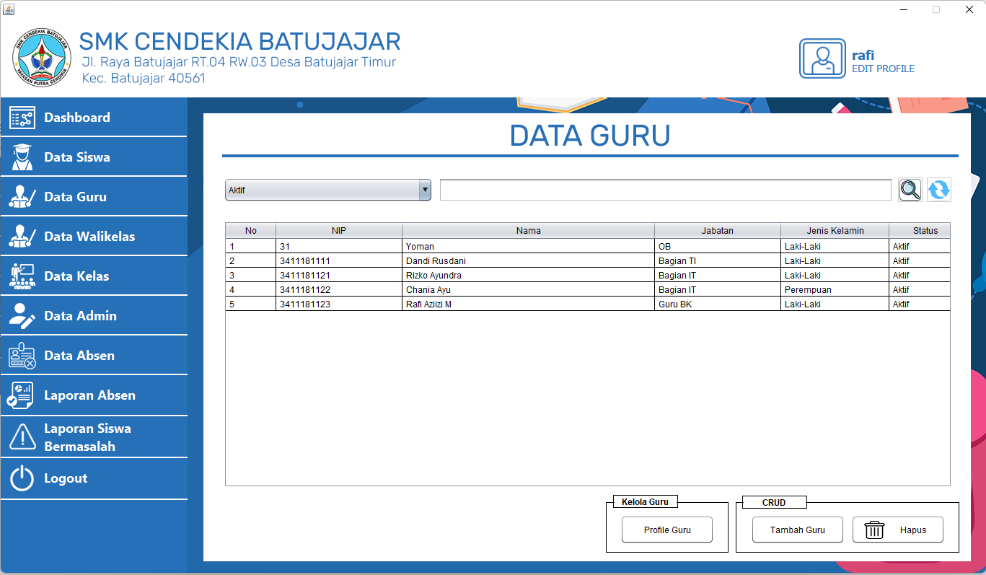 SMK CENDEKIA BATUJAJAR
Jl. Raya Batujajar RT.04 RW.03 Desa Batujajar Timur
Kec. Batujajar 40561
rafi
EDIT PROFILE
Dashboard
Data Siswa
Data Guru
Data Walikelas
Data Kelas
Data Admin
Data Absen
Laporan Absen
Laporan Siswa
Bermasalah
Logout
DATA GURU
Aktif
No NIP Nama Jabatan Jenis Kelamin Status
1 31 Yoman OB Laki-Laki Aktif
2 3411181111 Dandi Rusdani Bagian TI Laki-Laki Aktif
3 3411181121 Rizko Ayundra Bagian IT Laki-Laki Aktif
4 3411181122 Chania Ayu Bagian IT Perempuan Aktif
5 3411181123 Rafi Azizi M Guru BK Laki-Laki Aktif
Kelola Guru
Profile Guru
CRUD
Tambah Guru
Hapus